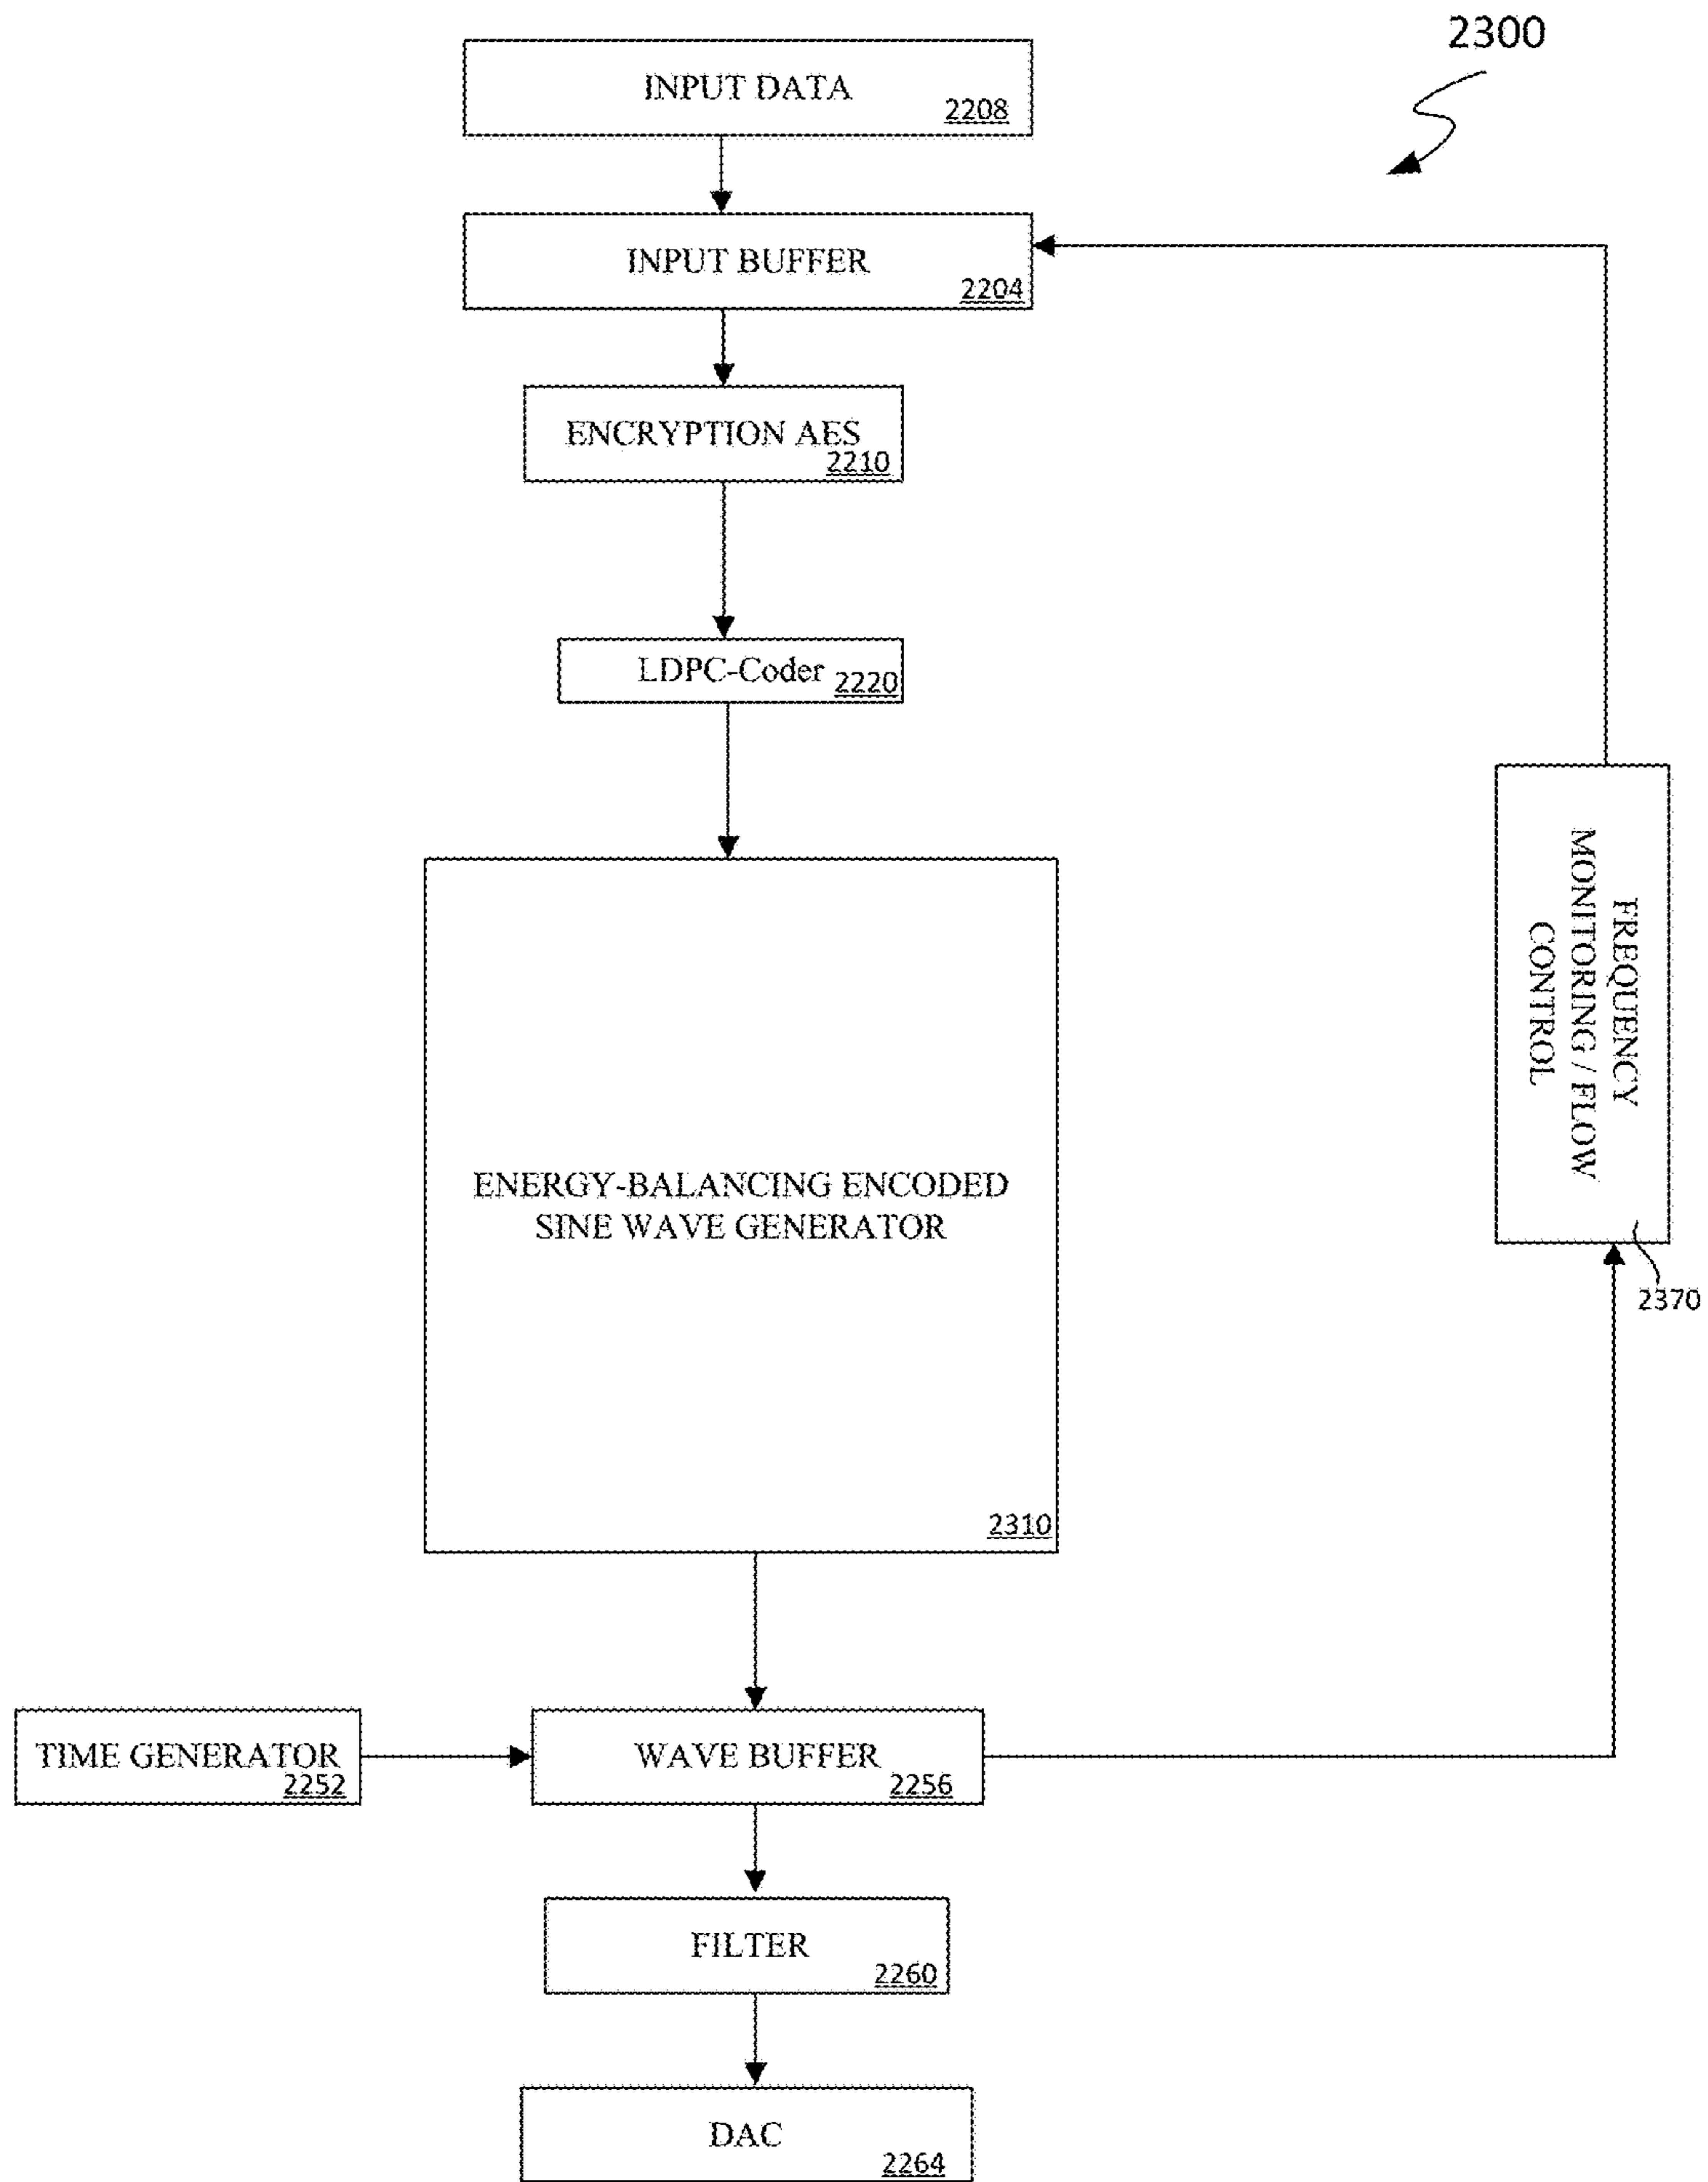 2300
INPUT DATA
2208
INPUT BUFFER
2204
ENCRYPTION AES
2210
LDPC-Coder
2220
FREQUENCY
MONITORING / FLOW
CONTROL
2370
ENERGY-BALANCING ENCODED
SINE WAVE GENERATOR
2310
TIME GENERATOR
2252
WAVE BUFFER
2256
FILTER
2260
DAC
2264